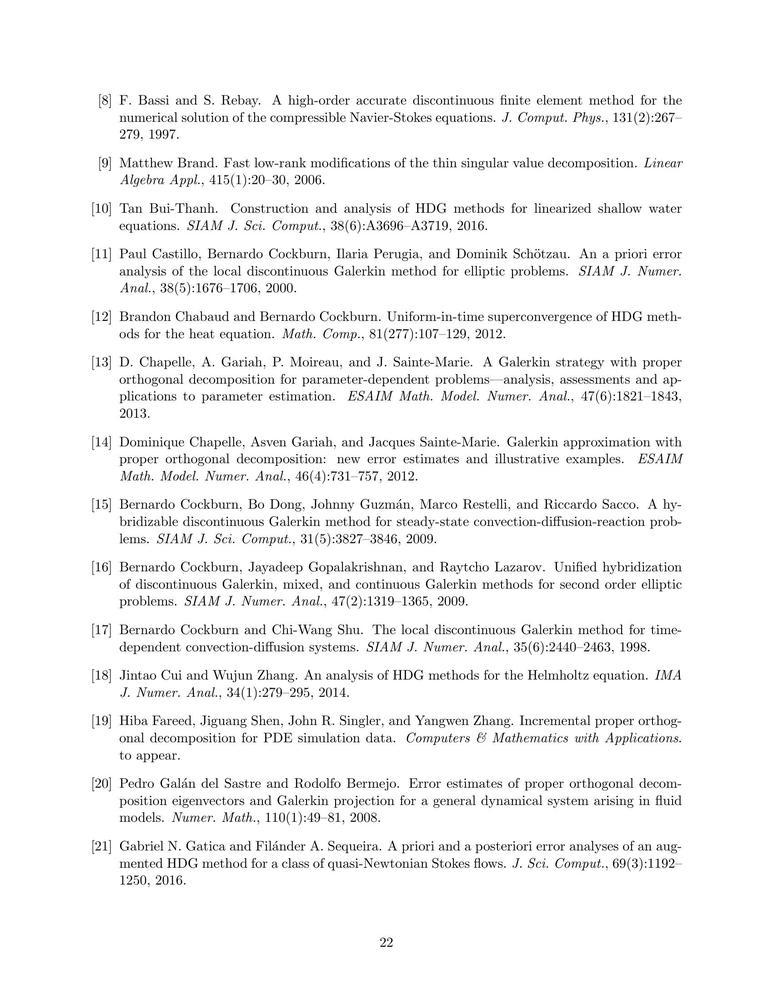 [8] F. Bassi and S. Rebay. A high-order accurate discontinuous finite element method for the
numerical solution of the compressible Navier-Stokes equations. J. Comput. Phys., 131(2):267–
279, 1997.
[9] Matthew Brand. Fast low-rank modifications of the thin singular value decomposition. Linear
Algebra Appl., 415(1):20–30, 2006.
[10] Tan Bui-Thanh. Construction and analysis of HDG methods for linearized shallow water
equations. SIAM J. Sci. Comput., 38(6):A3696–A3719, 2016.
[11] Paul Castillo, Bernardo Cockburn, Ilaria Perugia, and Dominik Schötzau. An a priori error
analysis of the local discontinuous Galerkin method for elliptic problems. SIAM J. Numer.
Anal., 38(5):1676–1706, 2000.
[12] Brandon Chabaud and Bernardo Cockburn. Uniform-in-time superconvergence of HDG meth-
ods for the heat equation. Math. Comp., 81(277):107–129, 2012.
[13] D. Chapelle, A. Gariah, P. Moireau, and J. Sainte-Marie. A Galerkin strategy with proper
orthogonal decomposition for parameter-dependent problems—analysis, assessments and ap-
plications to parameter estimation. ESAIM Math. Model. Numer. Anal., 47(6):1821–1843,
2013.
[14] Dominique Chapelle, Asven Gariah, and Jacques Sainte-Marie. Galerkin approximation with
proper orthogonal decomposition: new error estimates and illustrative examples. ESAIM
Math. Model. Numer. Anal., 46(4):731–757, 2012.
[15] Bernardo Cockburn, Bo Dong, Johnny Guzmán, Marco Restelli, and Riccardo Sacco. A hy-
bridizable discontinuous Galerkin method for steady-state convection-diffusion-reaction prob-
lems. SIAM J. Sci. Comput., 31(5):3827–3846, 2009.
[16] Bernardo Cockburn, Jayadeep Gopalakrishnan, and Raytcho Lazarov. Unified hybridization
of discontinuous Galerkin, mixed, and continuous Galerkin methods for second order elliptic
problems. SIAM J. Numer. Anal., 47(2):1319–1365, 2009.
[17] Bernardo Cockburn and Chi-Wang Shu. The local discontinuous Galerkin method for time-
dependent convection-diffusion systems. SIAM J. Numer. Anal., 35(6):2440–2463, 1998.
[18] Jintao Cui and Wujun Zhang. An analysis of HDG methods for the Helmholtz equation. IMA
J. Numer. Anal., 34(1):279–295, 2014.
[19] Hiba Fareed, Jiguang Shen, John R. Singler, and Yangwen Zhang. Incremental proper orthog-
onal decomposition for PDE simulation data. Computers & Mathematics with Applications.
to appear.
[20] Pedro Galán del Sastre and Rodolfo Bermejo. Error estimates of proper orthogonal decom-
position eigenvectors and Galerkin projection for a general dynamical system arising in fluid
models. Numer. Math., 110(1):49–81, 2008.
[21] Gabriel N. Gatica and Filánder A. Sequeira. A priori and a posteriori error analyses of an aug-
mented HDG method for a class of quasi-Newtonian Stokes flows. J. Sci. Comput., 69(3):1192–
1250, 2016.
22